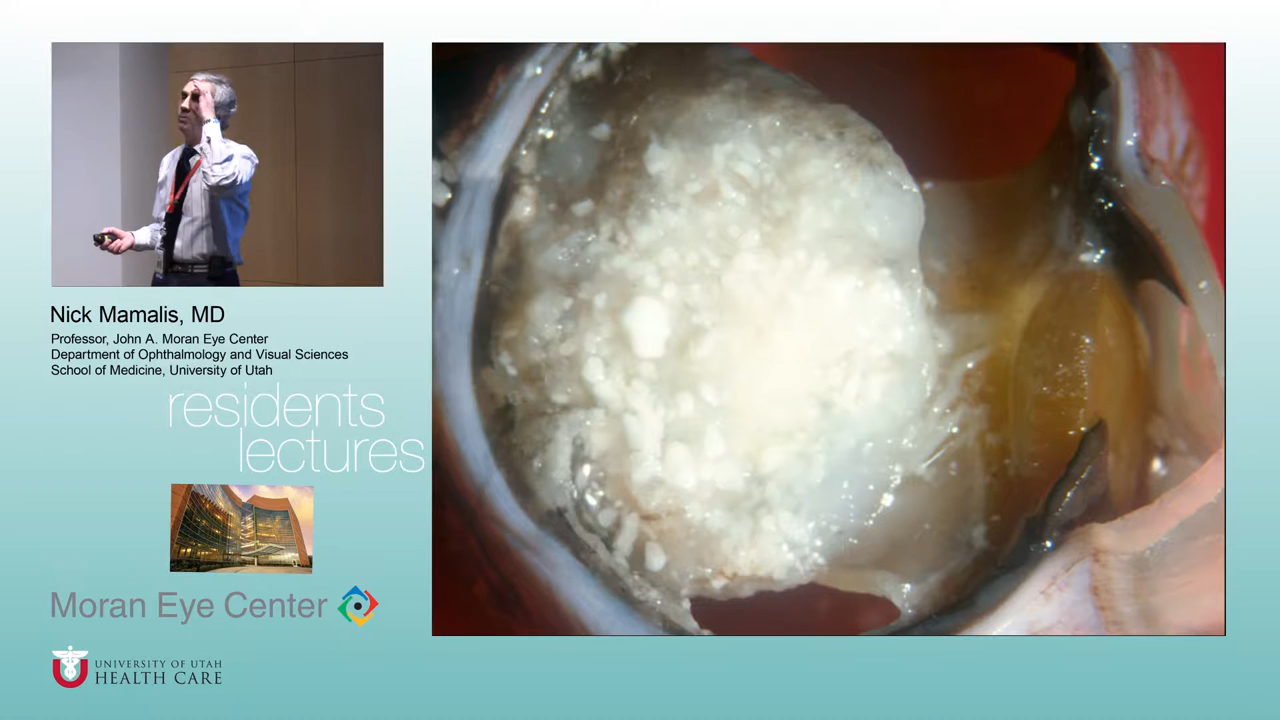 Nick Mamalis, MD
Professor, John A. Moran Eye Center
Department of Ophthalmology and Visual Sciences
School of Medicine, University of Utah
residents
lectures
Moran Eye Center
UNIVERSITY OF UTAH
HEALTH CARE